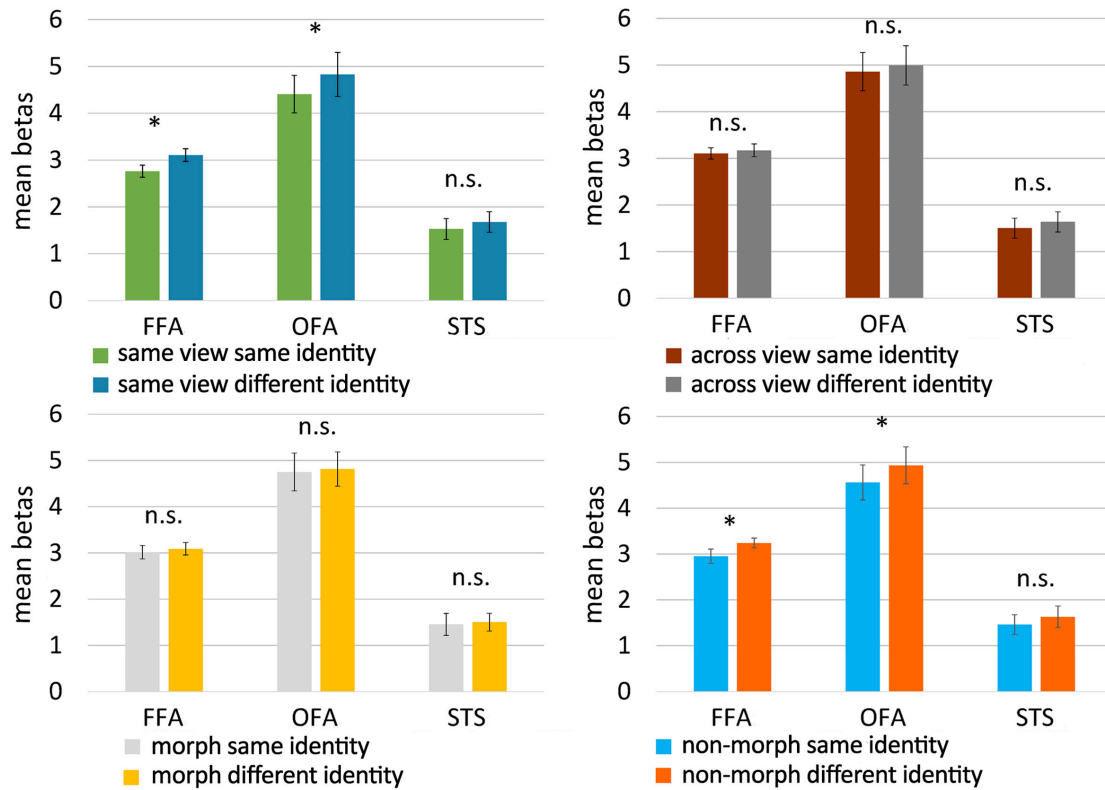 mean betas
6
5
4
3
2
1
0
*
*
n.s.
FFA OFA STS
same view same identity
same view different identity
mean betas
6
5
4
3
2
1
0
n.s.
n.s.
n.s.
FFA OFA STS
across view same identity
across view different identity
mean betas
6
5
4
3
2
1
0
n.s.
n.s.
n.s.
FFA OFA STS
morph same identity
morph different identity
mean betas
6
5
4
3
2
1
0
*
*
n.s.
FFA OFA STS
non-morph same identity
non-morph different identity